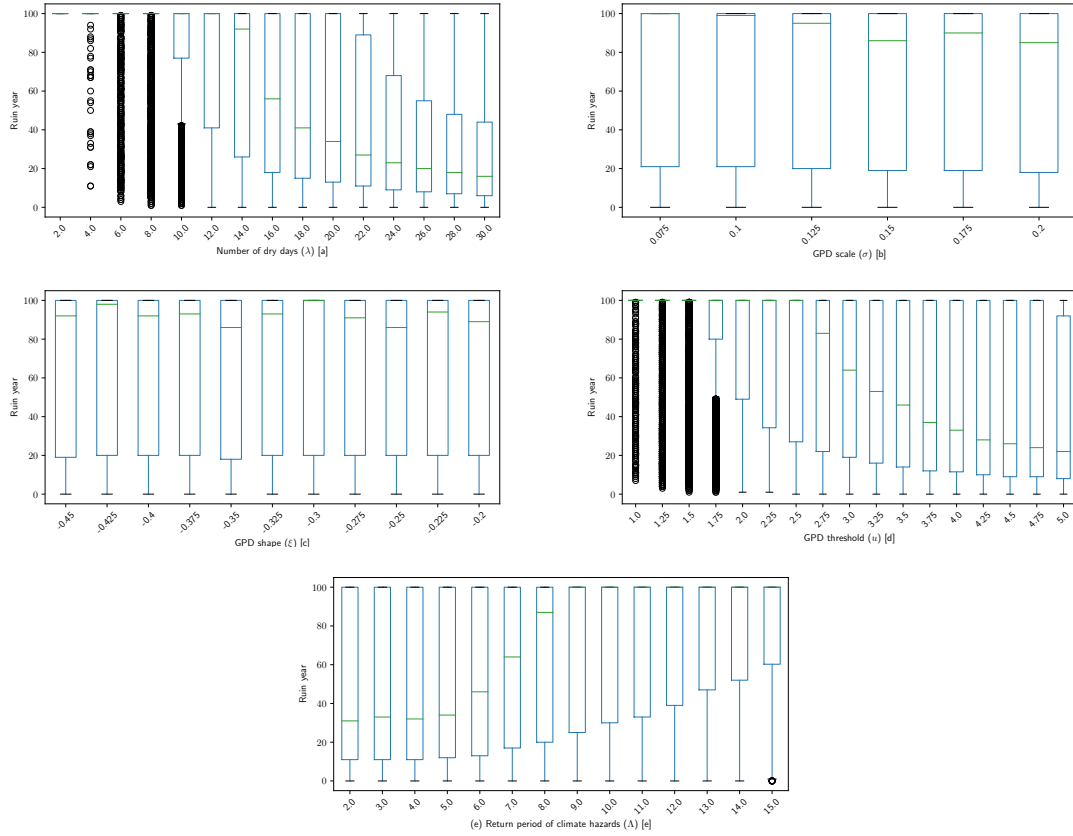 Ruin year
100
80
60
40
20
0
2.0 4.0 6.0 8.0 10.0 12.0 14.0 16.0 18.0 20.0 22.0 24.0 26.0 28.0 30.0
Number of dry days (λ) [a]
Ruin year
100
80
60
40
20
0
0.075 0.1 0.125 0.15 0.175 0.2
GPD scale (σ) [b]
Ruin year
100
80
60
40
20
0
-0.45 -0.425 -0.4 -0.375 -0.35 -0.325 -0.3 -0.275 -0.25 -0.225 -0.2
GPD shape (ξ) [c]
Ruin year
100
80
60
40
20
0
1.0 1.25 1.5 1.75 2.0 2.25 2.5 2.75 3.0 3.25 3.5 3.75 4.0 4.25 4.5 4.75 5.0
GPD threshold (u) [d]
Ruin year
100
80
60
40
20
0
2.0 3.0 4.0 5.0 6.0 7.0 8.0 9.0 10.0 11.0 12.0 13.0 14.0 15.0
(e) Return period of climate hazards (Λ) [e]